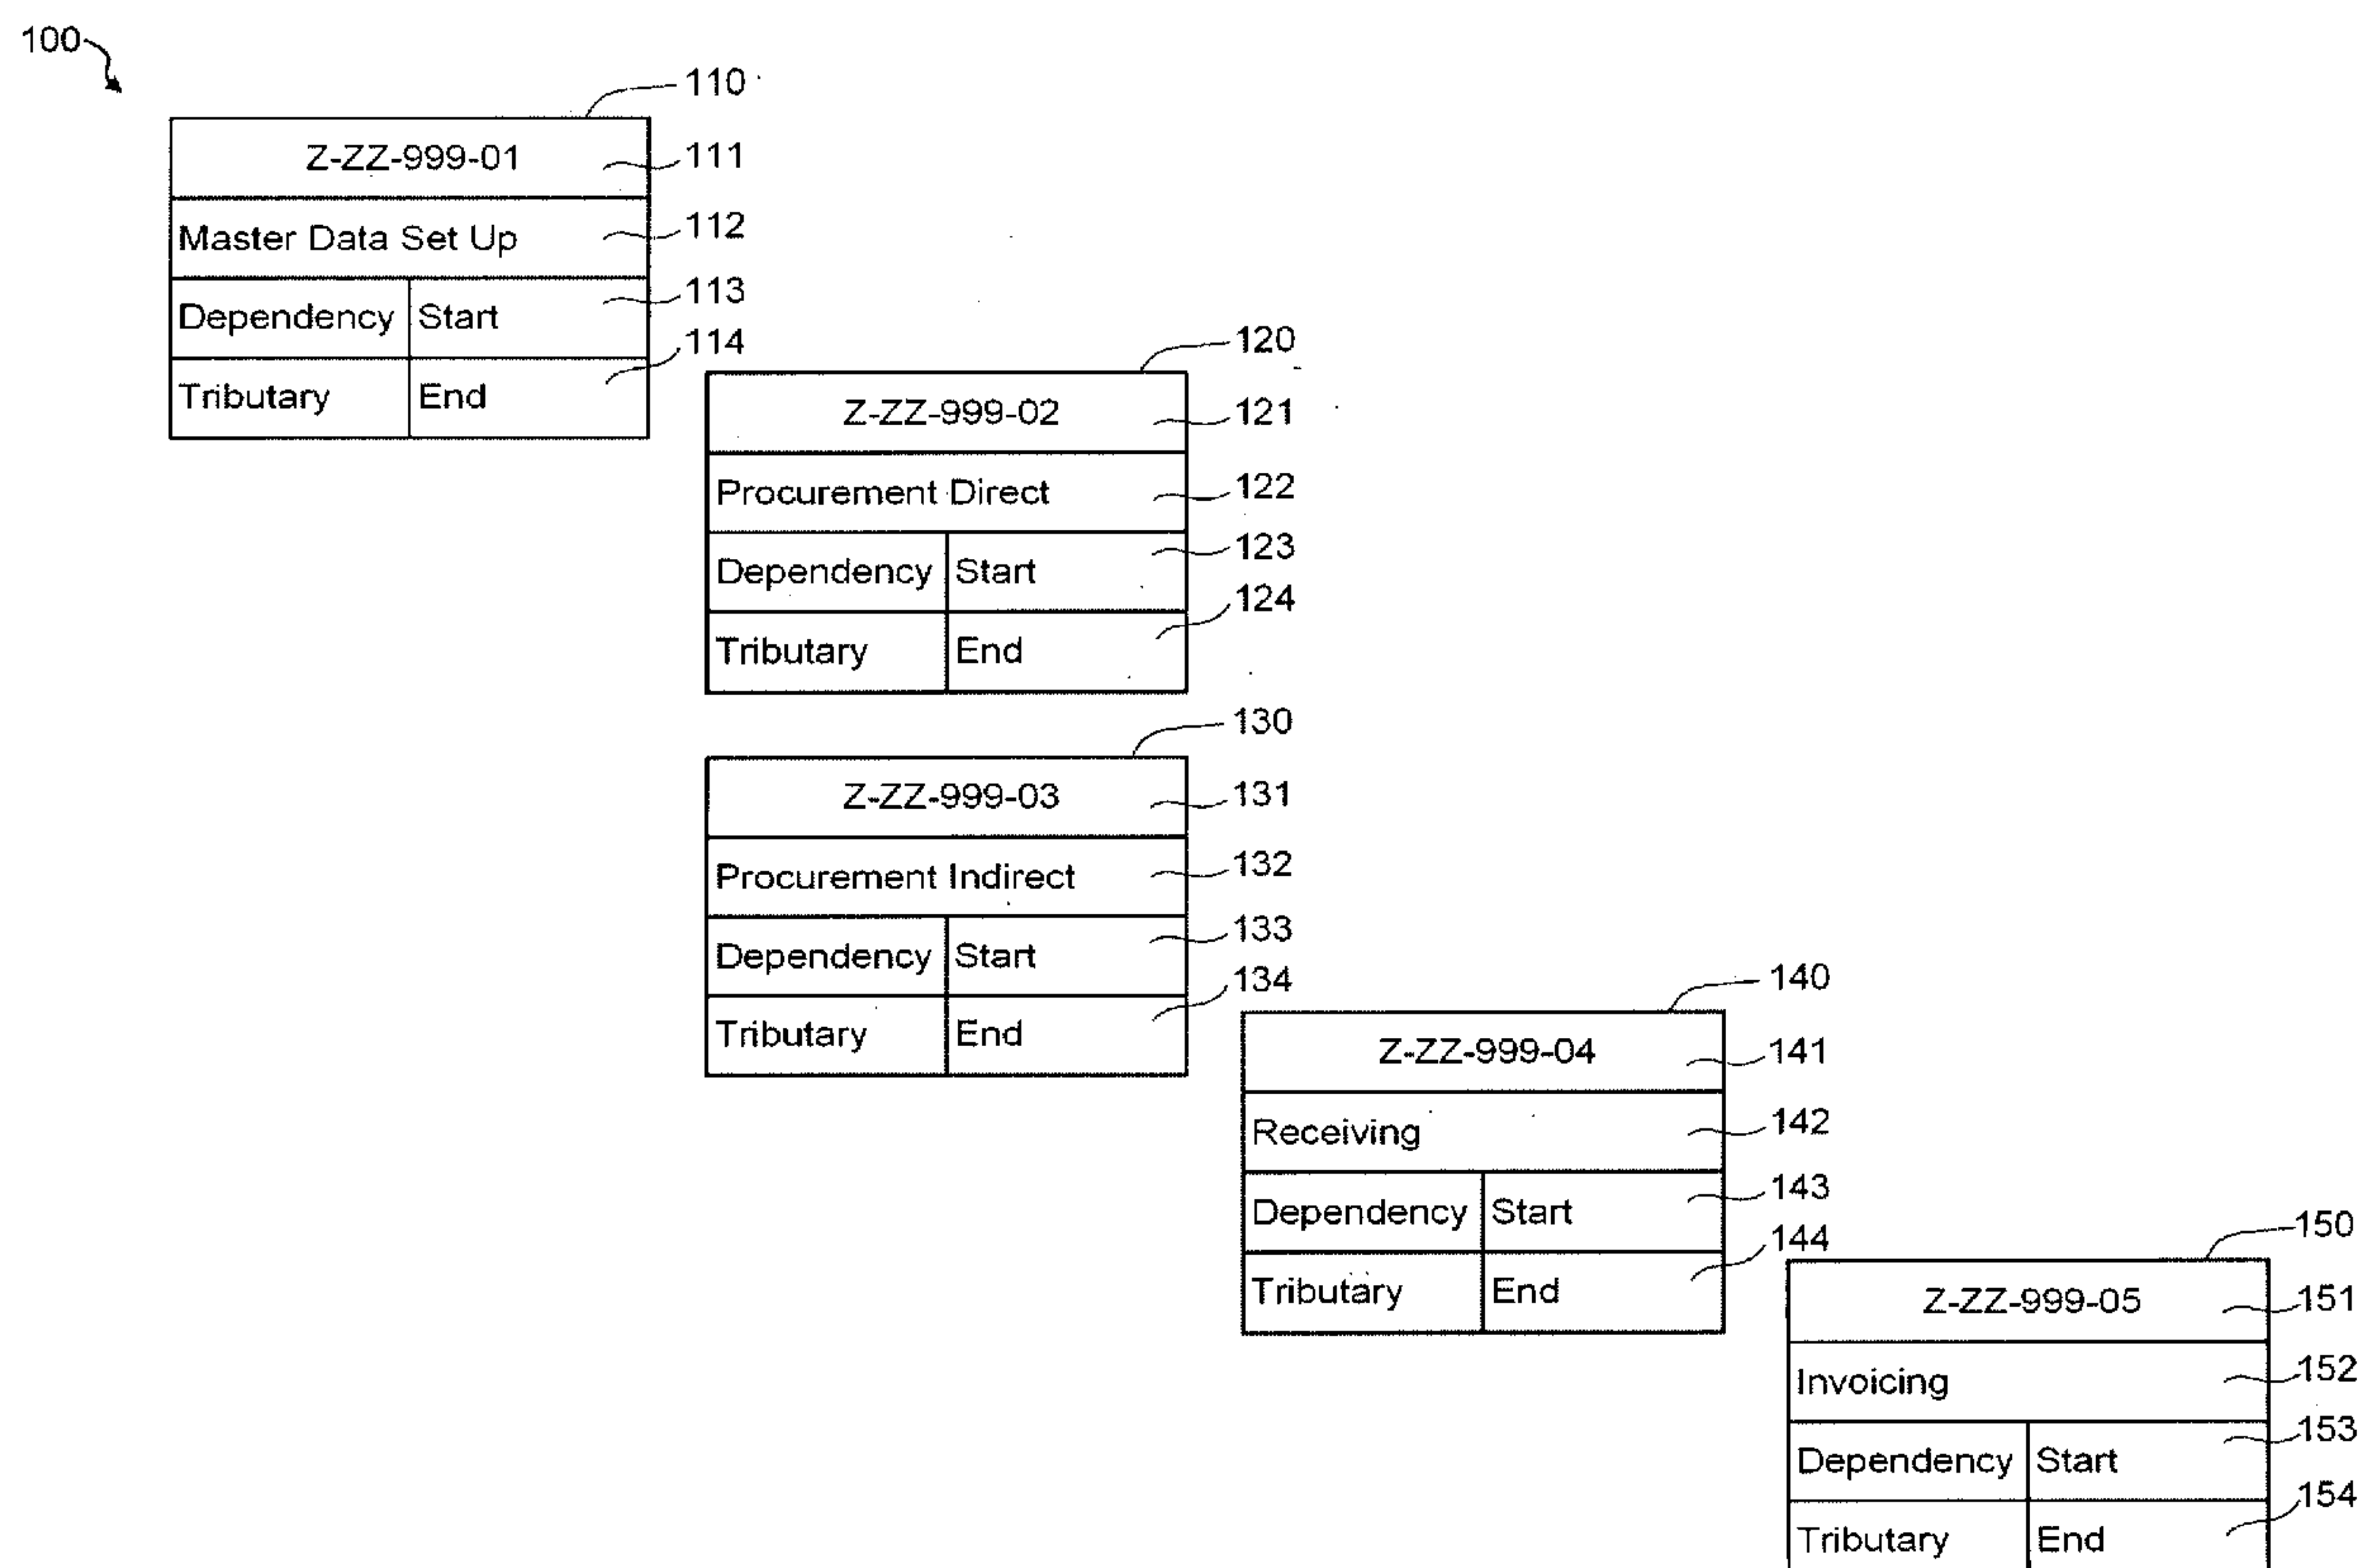 100
110
Z-ZZ-999-01 111
Master Data Set Up 112
Dependency Start 113
Tributary End 114
120
Z-ZZ-999-02 121
Procurement Direct 122
Dependency Start 123
Tributary End 124
130
Z-ZZ-999-03 131
Procurement Indirect 132
Dependency Start 133
Tributary End 134
140
Z-ZZ-999-04 141
Receiving 142
Dependency Start 143
Tributary End 144
150
Z-ZZ-999-05 151
Invoicing 152
Dependency Start 153
Tributary End 154